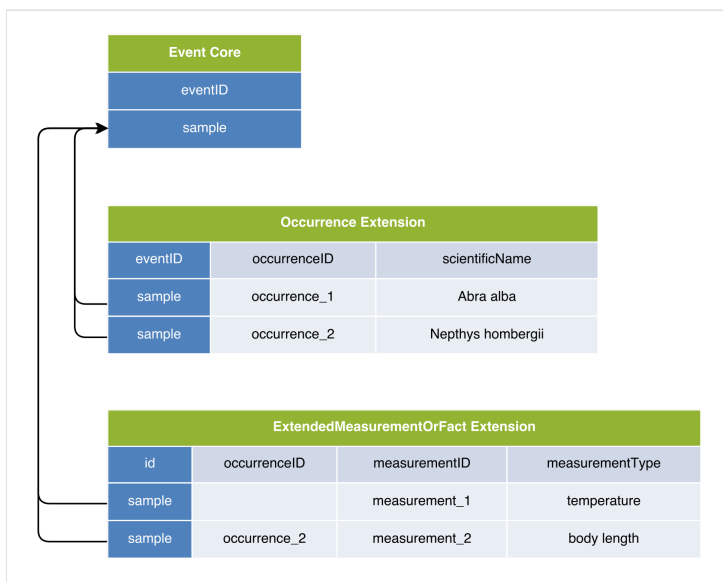 Event Core
eventID
sample
Occurrence Extension
eventID occurrenceID scientificName
sample occurrence_1 Abra alba
sample occurrence_2 Nepthys hombergii
ExtendedMeasurementOrFact Extension
id occurrenceID measurementID measurementType
sample measurement_1 temperature
sample occurrence_2 measurement_2 body length